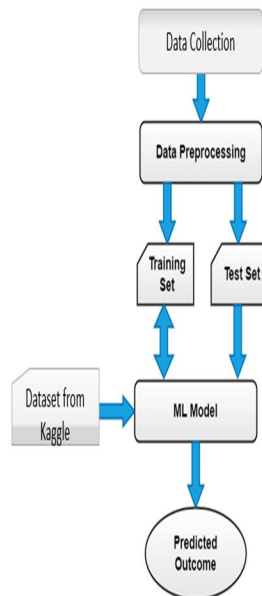 Data Collection
Data Preprocessing
Training
Set
Test Set
Dataset from
Kaggle
ML Model
Predicted
Outcome